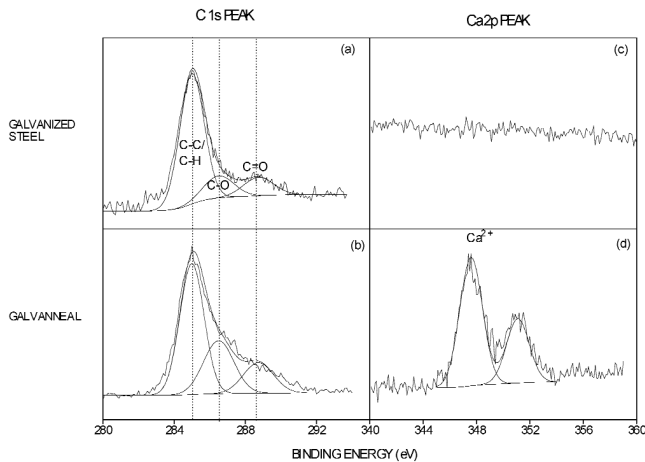 C 1s PEAK
Ca2p PEAK
(a)
(c)
GALVANIZED
STEEL
C-C/
C-H
C-O
C=O
(b)
Ca2+
(d)
GALVANNEAL
280 284 288 292 340 344 348 352 356 360
BINDING ENERGY (eV)